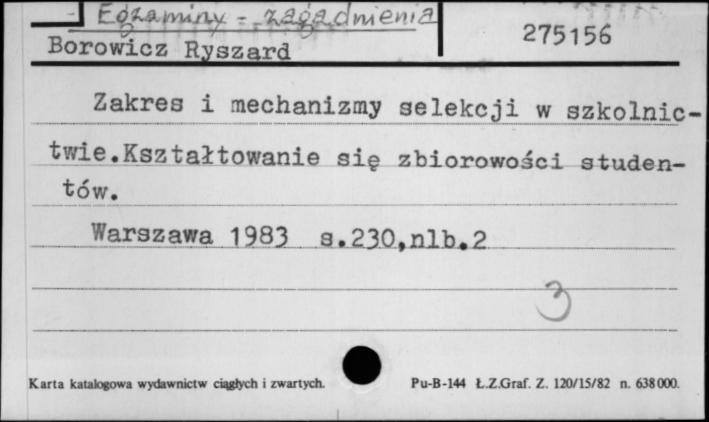 Egzaminy - zagadnienia
Borowicz Ryszard
275156
Zakres i mechanizmy selekcji w szkolnic-
twie.Kształtowanie się zbiorowości studen-
tów.
Warszawa 1983 s.230,nlb.2
3
Karta katalogowa wydawnictw ciągłych i zwartych. Pu-B-144 Ł.Z.Graf. Z. 120/15/82 n. 638000.